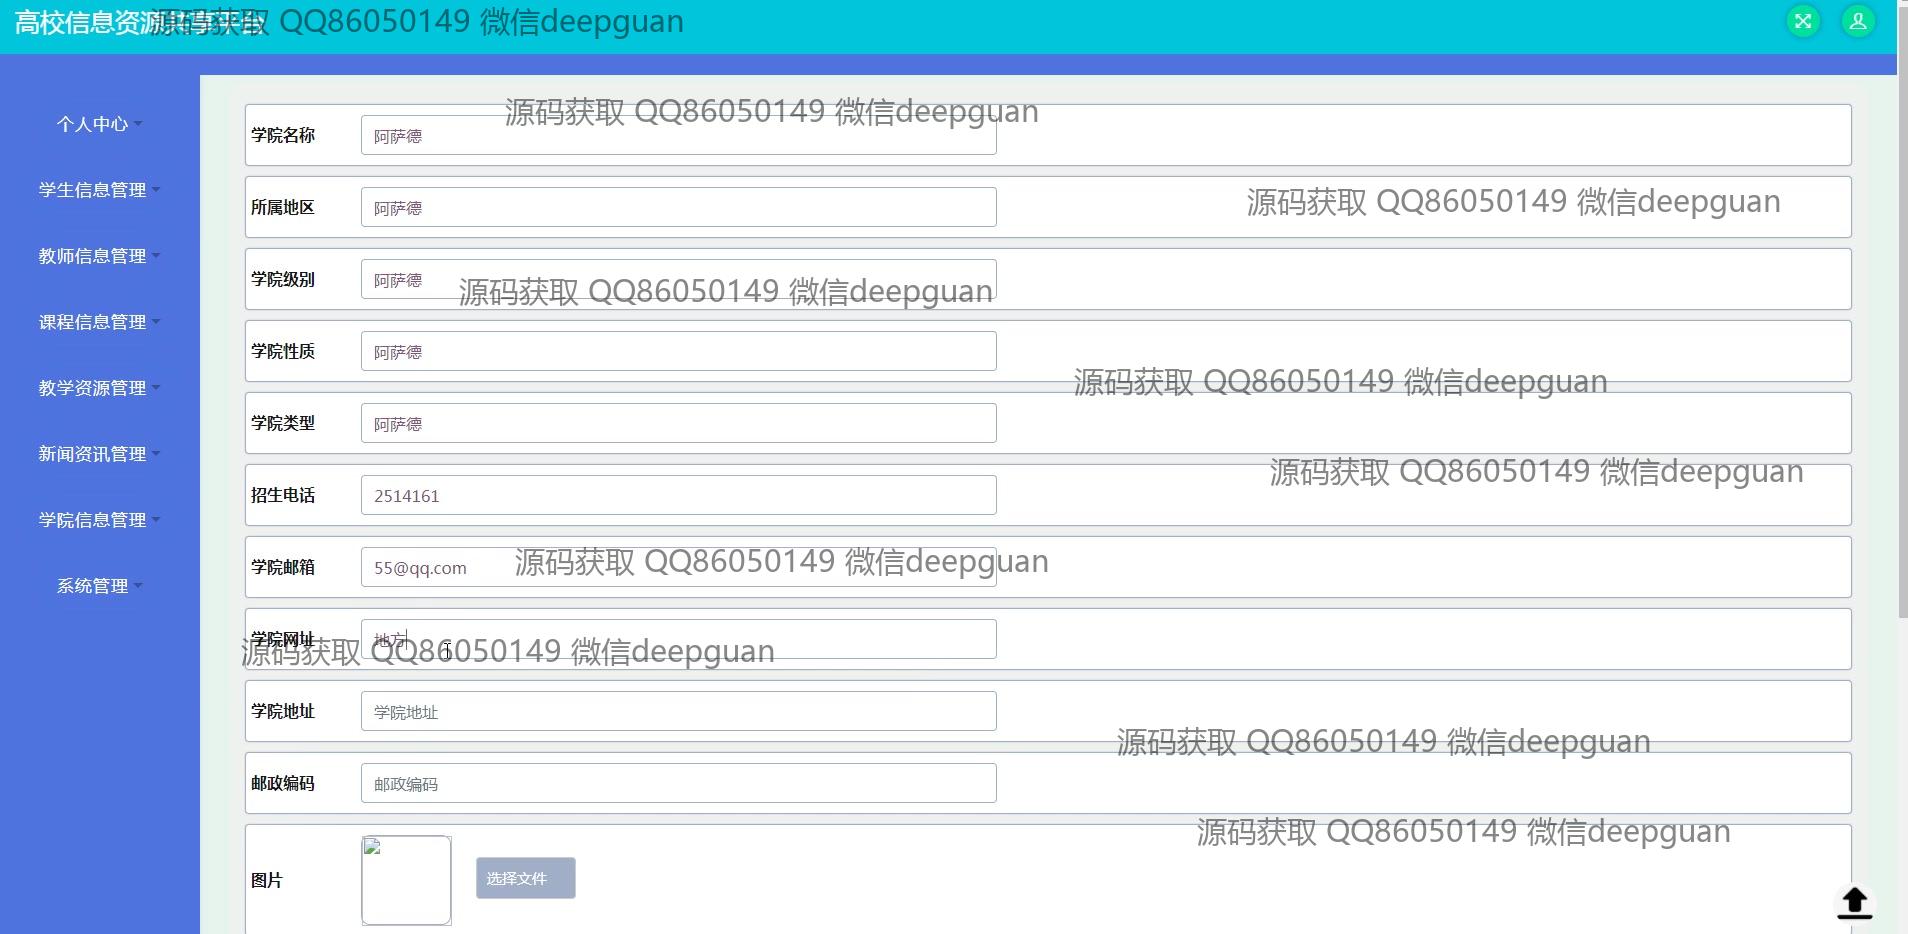 高校信息资源共享平台
源码获取 QQ86050149 微信deepguan
个人中心
学生信息管理
教师信息管理
课程信息管理
教学资源管理
新闻资讯管理
学院信息管理
系统管理
源码获取 QQ86050149 微信deepguan
学院名称 阿萨德
源码获取 QQ86050149 微信deepguan
所属地区 阿萨德
学院级别 阿萨德
源码获取 QQ86050149 微信deepguan
学院性质 阿萨德
源码获取 QQ86050149 微信deepguan
学院类型 阿萨德
源码获取 QQ86050149 微信deepguan
招生电话 2514161
源码获取 QQ86050149 微信deepguan
学院邮箱 55@qq.com
学院网址 地方
源码获取 QQ86050149 微信deepguan
学院地址 学院地址
源码获取 QQ86050149 微信deepguan
邮政编码 邮政编码
源码获取 QQ86050149 微信deepguan
图片 选择文件